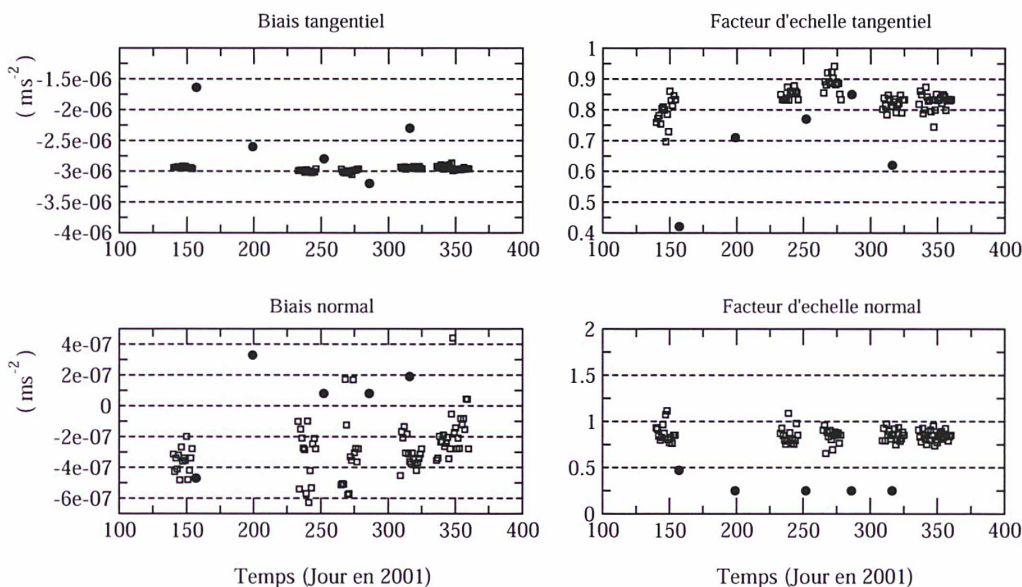 Biais tangentiel
Facteur d'echelle tangentiel
( ms-2 )
-1.5e-06
-2e-06
-2.5e-06
-3e-06
-3.5e-06
-4e-06
100 150 200 250 300 350 400
1
0.9
0.8
0.7
0.6
0.5
0.4
100 150 200 250 300 350 400
Biais normal
Facteur d'echelle normal
( ms-2 )
4e-07
2e-07
0
-2e-07
-4e-07
-6e-07
100 150 200 250 300 350 400
2
1.5
1
0.5
0
100 150 200 250 300 350 400
Temps (Jour en 2001)
Temps (Jour en 2001)